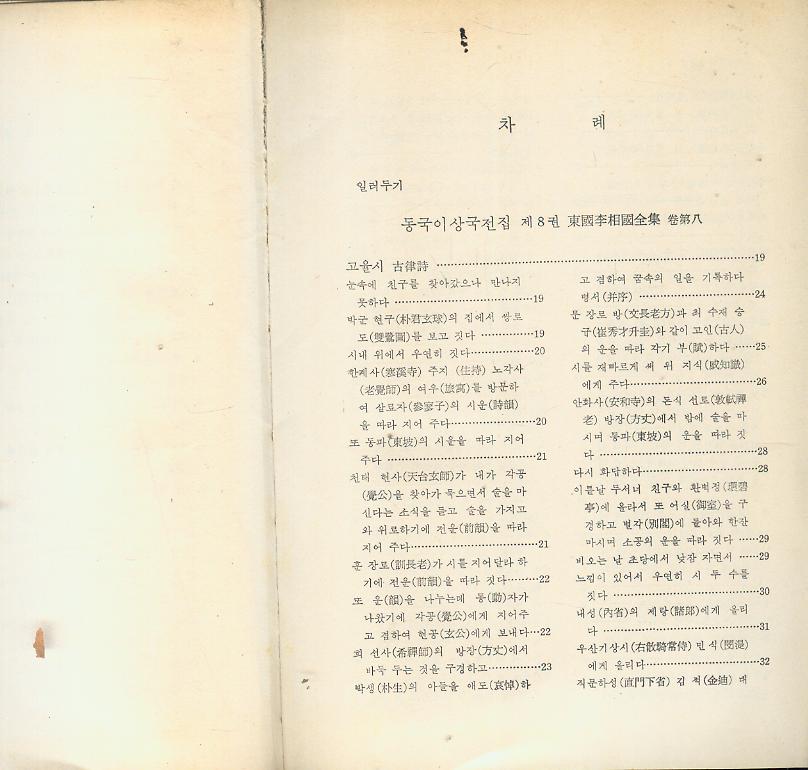 차 례
일러두기
동국이상국전집 제8권 東國李相國全集 卷第八
고율시 古律詩 ……………19
눈속에 친구를 찾아갔으나 만나지
못하다 ……………19
박군 현구(朴君玄球)의 집에서 쌍로
도(雙鷺圖)를 보고 짓다 ……………19
시내 위에서 우연히 짓다……………20
한계사(寒溪寺) 주지 (住持) 노각사
(老覺師)의 여우(旅寓)를 방문하
여 삼료자(參寥子)의 시운(詩韻)
을 따라 지어 주다……………20
또 동파(東坡)의 시운을 따라 지어
주다 ……………21
천태 현사(天台玄師)가 내가 각공
(覺公)을 찾아가 묵으면서 술을 마
신다는 소식을 듣고 술을 가지고
와 위로하기에 전운(前韻)을 따라
지어 주다……………21
훈 장로(訓長老)가 시를 지어달라 하
기에 전운(前韻)을 따라 짓다………22
또 운(韻)을 나누는데 동(動)자가
나왔기에 각공(覺公)에게 지어주
고 겸하여 현공(玄公)에게 보내다…22
희 선사(希禪師)의 방장(方丈)에서
바둑 두는 것을 구경하고……………23
박생(朴生)의 아들을 애도(哀悼)하
고 겸하여 꿈속의 일을 기록하다
병서(并序) ……………24
문 장로 방(文長老方)과 최 수재 승
규(崔秀才升圭)와 같이 고인(古人)
의 운을 따라 각기 부(賦)하다 ……25
시를 재빠르게 써 위 지식(威知識)
에게 주다……………26
안화사(安和寺)의 돈식 선로(敦軾禪
老) 방장(方丈)에서 밤에 술을 마
시며 동파(東坡)의 운을 따라 짓
다 ……………28
다시 화답하다……………28
이튿날 두서너 친구와 환벽정(環碧
亭)에 올라서 또 어실(御室)을 구
경하고 별각(別閣)에 돌아와 한잔
마시며 소공의 운을 따라 짓다 ……29
비오는 날 초당에서 낮잠 자면서 ……29
느낌이 있어서 우연히 시 두 수를
짓다 ……………30
내성(內省)의 제랑(諸郞)에게 올리
다 ……………31
우산기상시(右散騎常侍) 민 식(閔湜)
에게 올리다……………32
직문하성(直門下省) 김 적(金迪) 대